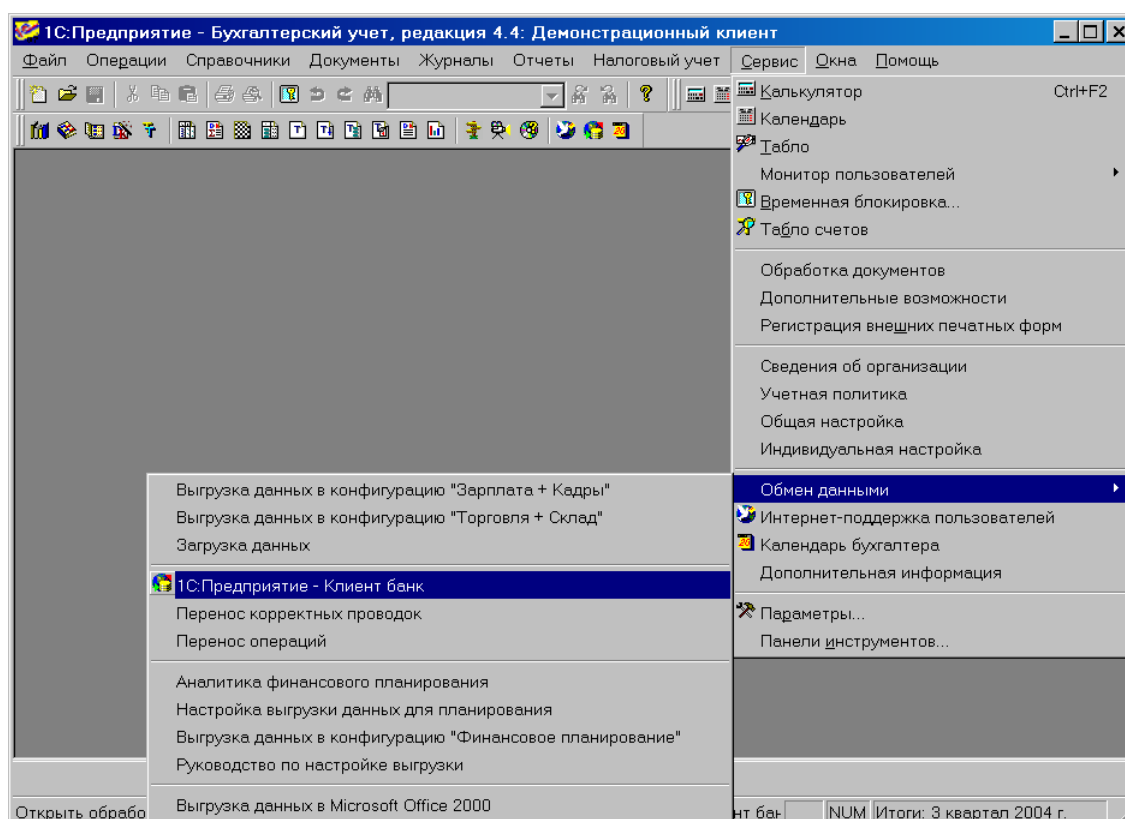 1С:Предприятие - Бухгалтерский учет, редакция 4.4: Демонстрационный клиент
Файл Операции Справочники Документы Журналы Отчеты Налоговый учет Сервис Окна Помощь
Калькулятор Ctrl+F2
Календарь
Табло
Монитор пользователей
Временная блокировка...
Табло счетов
Обработка документов
Дополнительные возможности
Регистрация внешних печатных форм
Сведения об организации
Учетная политика
Общая настройка
Индивидуальная настройка
Обмен данными
Интернет-поддержка пользователей
Календарь бухгалтера
Дополнительная информация
Параметры...
Панели инструментов...
Выгрузка данных в конфигурацию "Зарплата + Кадры"
Выгрузка данных в конфигурацию "Торговля + Склад"
Загрузка данных
1С:Предприятие - Клиент банк
Перенос корректных проводок
Перенос операций
Аналитика финансового планирования
Настройка выгрузки данных для планирования
Выгрузка данных в конфигурацию "Финансовое планирование"
Руководство по настройке выгрузки
Выгрузка данных в Microsoft Office 2000
Открыть обрабо нт бан NUM Итоги: 3 квартал 2004 г.